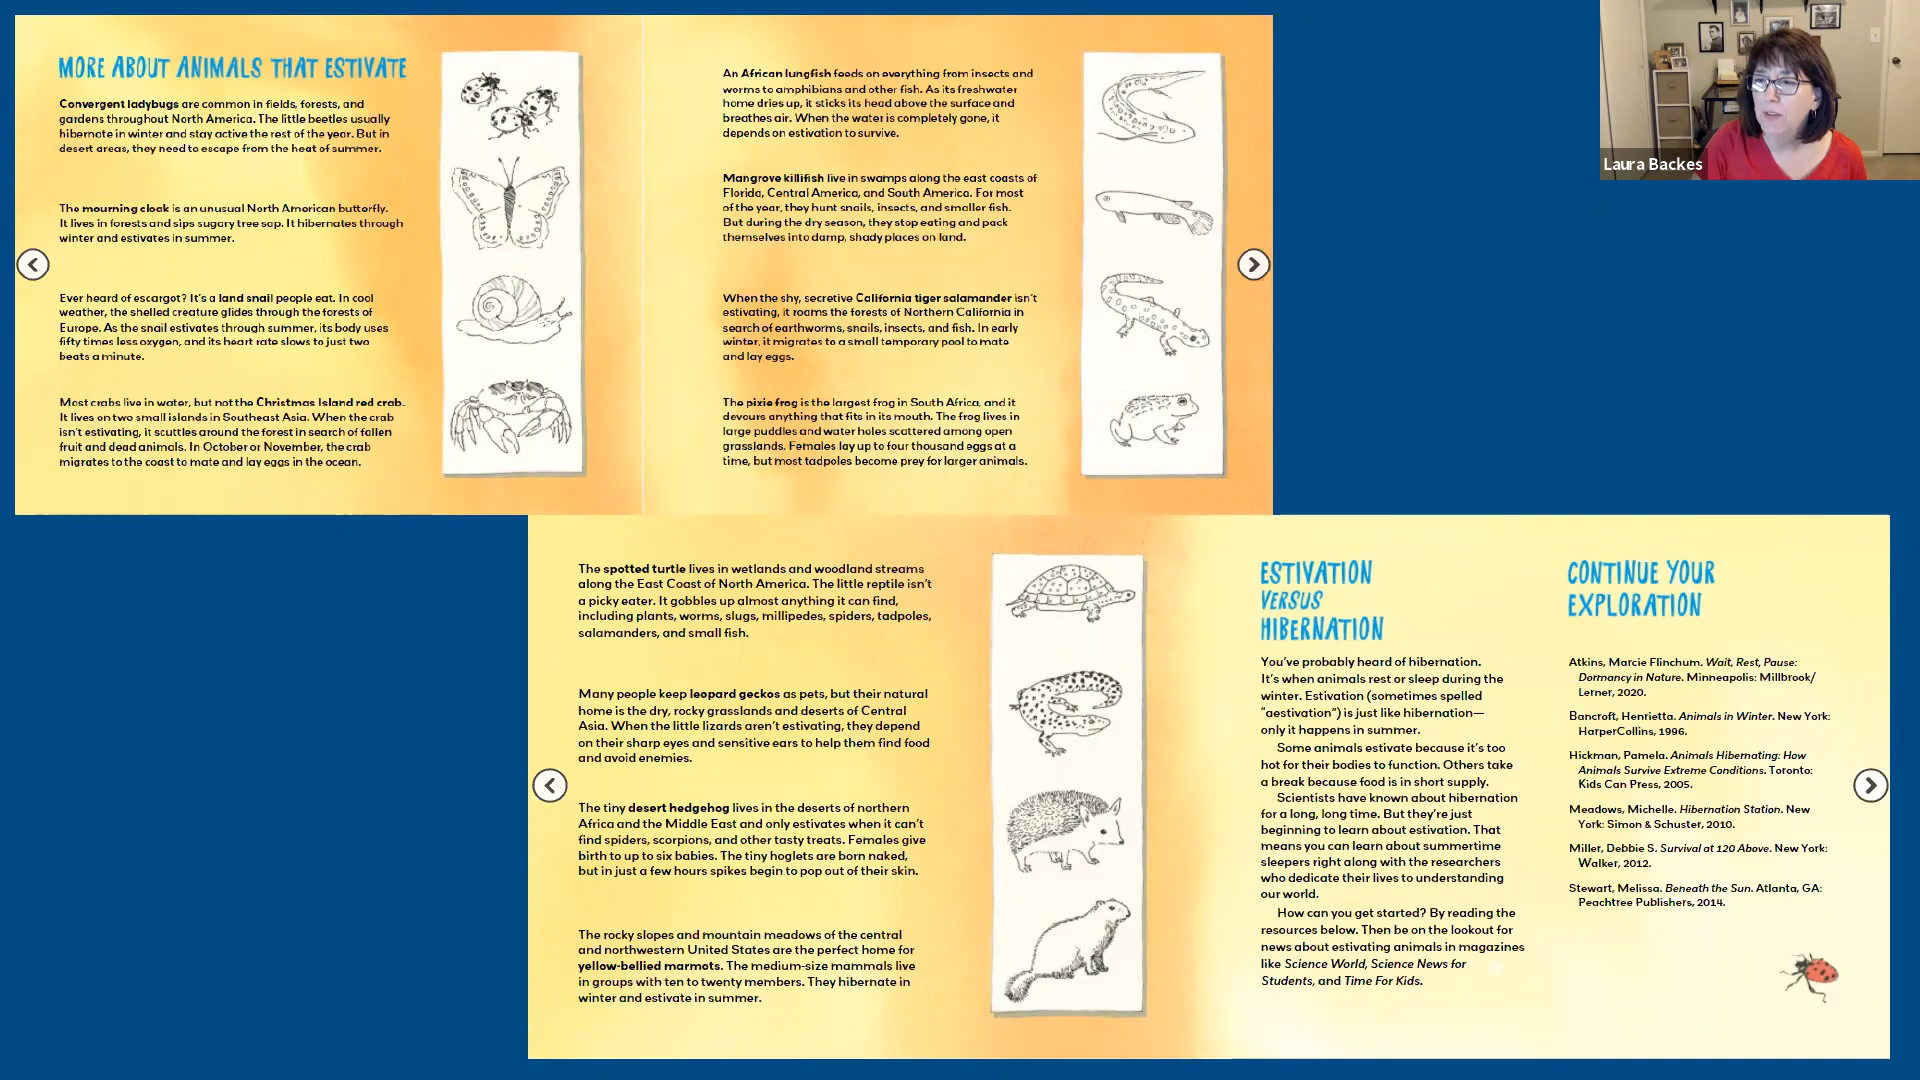 MORE ABOUT ANIMALS THAT ESTIVATE
Convergent ladybugs are common in fields, forests, and
gardens throughout North America. The little beetles usually
hibernate in winter and stay active the rest of the year. But in
desert areas, they need to escape from the heat of summer.
The mourning cloak is an unusual North American butterfly.
It lives in forests and sips sugary tree sap. It hibernates through
winter and estivates in summer.
Ever heard of escargot? It's a land snail people eat. In cool
weather, the shelled creature glides through the forests of
Europe. As the snail estivates through summer, its body uses
fifty times less oxygen, and its heart rate slows to just two
beats a minute.
Most crabs live in water, but not the Christmas Island red crab.
It lives on two small islands in Southeast Asia. When the crab
isn't estivating, it scuttles around the forest in search of fallen
fruit and dead animals. In October or November, the crab
migrates to the coast to mate and lay eggs in the ocean.
An African lungfish feeds on everything from insects and
worms to amphibians and other fish. As its freshwater
home dries up, it sticks its head above the surface and
breathes air. When the water is completely gone, it
depends on estivation to survive.
Mangrove killifish live in swamps along the east coasts of
Florida, Central America, and South America. For most
of the year, they hunt snails, insects, and smaller fish.
But during the dry season, they stop eating and pack
themselves into damp, shady places on land.
When the shy, secretive California tiger salamander isn't
estivating, it roams the forests of Northern California in
search of earthworms, snails, insects, and fish. In early
winter, it migrates to a small temporary pool to mate
and lay eggs.
The pixie frog is the largest frog in South Africa, and it
devours anything that fits in its mouth. The frog lives in
large puddles and water holes scattered among open
grasslands. Females lay up to four thousand eggs at a
time, but most tadpoles become prey for larger animals.
Laura Backes
The spotted turtle lives in wetlands and woodland streams
along the East Coast of North America. The little reptile isn't
a picky eater. It gobbles up almost anything it can find,
including plants, worms, slugs, millipedes, spiders, tadpoles,
salamanders, and small fish.
Many people keep leopard geckos as pets, but their natural
home is the dry, rocky grasslands and deserts of Central
Asia. When the little lizards aren't estivating, they depend
on their sharp eyes and sensitive ears to help them find food
and avoid enemies.
The tiny desert hedgehog lives in the deserts of northern
Africa and the Middle East and only estivates when it can't
find spiders, scorpions, and other tasty treats. Females give
birth to up to six babies. The tiny hoglets are born naked,
but in just a few hours spikes begin to pop out of their skin.
The rocky slopes and mountain meadows of the central
and northwestern United States are the perfect home for
yellow-bellied marmots. The medium-size mammals live
in groups with ten to twenty members. They hibernate in
winter and estivate in summer.
ESTIVATION
VERSUS
HIBERNATION
You've probably heard of hibernation.
It's when animals rest or sleep during the
winter. Estivation (sometimes spelled
“aestivation”) is just like hibernation—
only it happens in summer.
Some animals estivate because it's too
hot for their bodies to function. Others take
a break because food is in short supply.
Scientists have known about hibernation
for a long, long time. But they're just
beginning to learn about estivation. That
means you can learn about summertime
sleepers right along with the researchers
who dedicate their lives to understanding
our world.
How can you get started? By reading the
resources below. Then be on the lookout for
news about estivating animals in magazines
like Science World, Science News for
Students, and Time For Kids.
CONTINUE YOUR
EXPLORATION
Atkins, Marcie Flinchum. Wait, Rest, Pause:
Dormancy in Nature. Minneapolis: Millbrook/
Lerner, 2020.
Bancroft, Henrietta. Animals in Winter. New York:
HarperCollins, 1996.
Hickman, Pamela. Animals Hibernating: How
Animals Survive Extreme Conditions. Toronto:
Kids Can Press, 2005.
Meadows, Michelle. Hibernation Station. New
York: Simon & Schuster, 2010.
Miller, Debbie S. Survival at 120 Above. New York:
Walker, 2012.
Stewart, Melissa. Beneath the Sun. Atlanta, GA:
Peachtree Publishers, 2014.